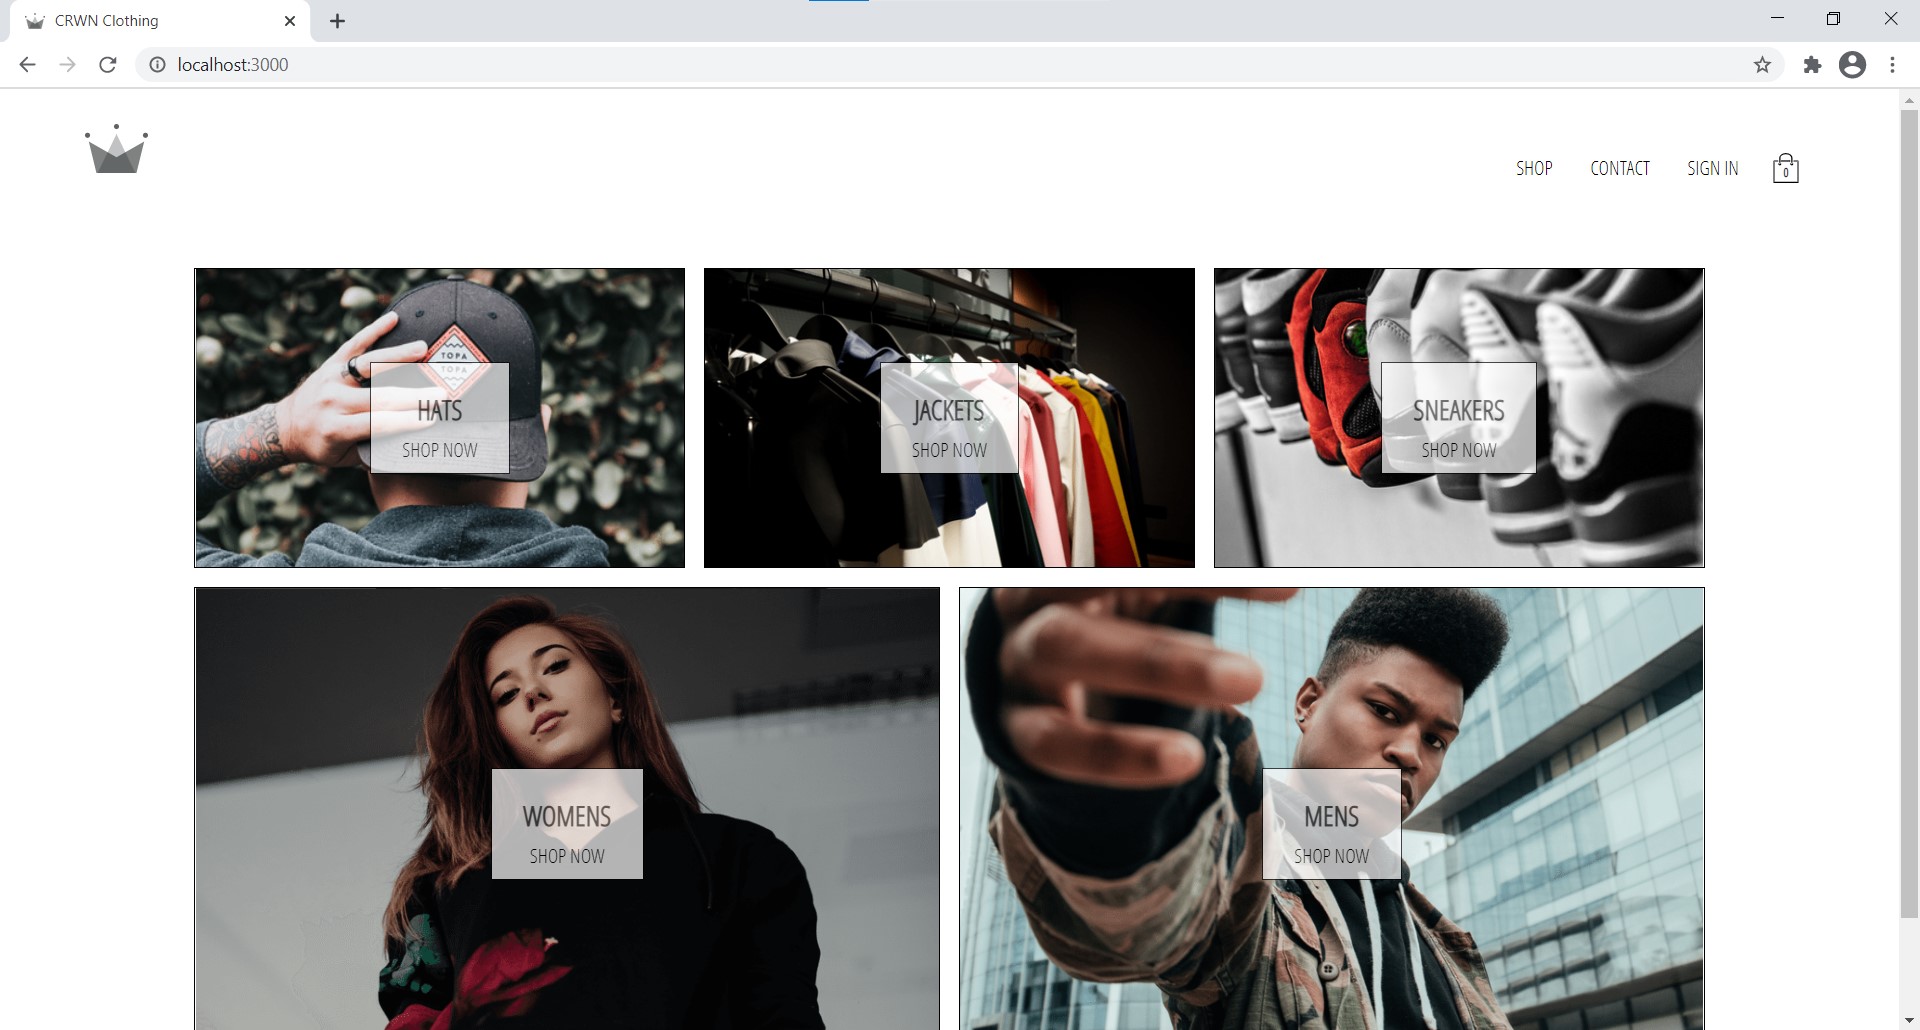 CRWN Clothing
localhost:3000
SHOP CONTACT SIGN IN 0
TOPA
TOPA
HATS
SHOP NOW
JACKETS
SHOP NOW
SNEAKERS
SHOP NOW
WOMENS
SHOP NOW
MENS
SHOP NOW